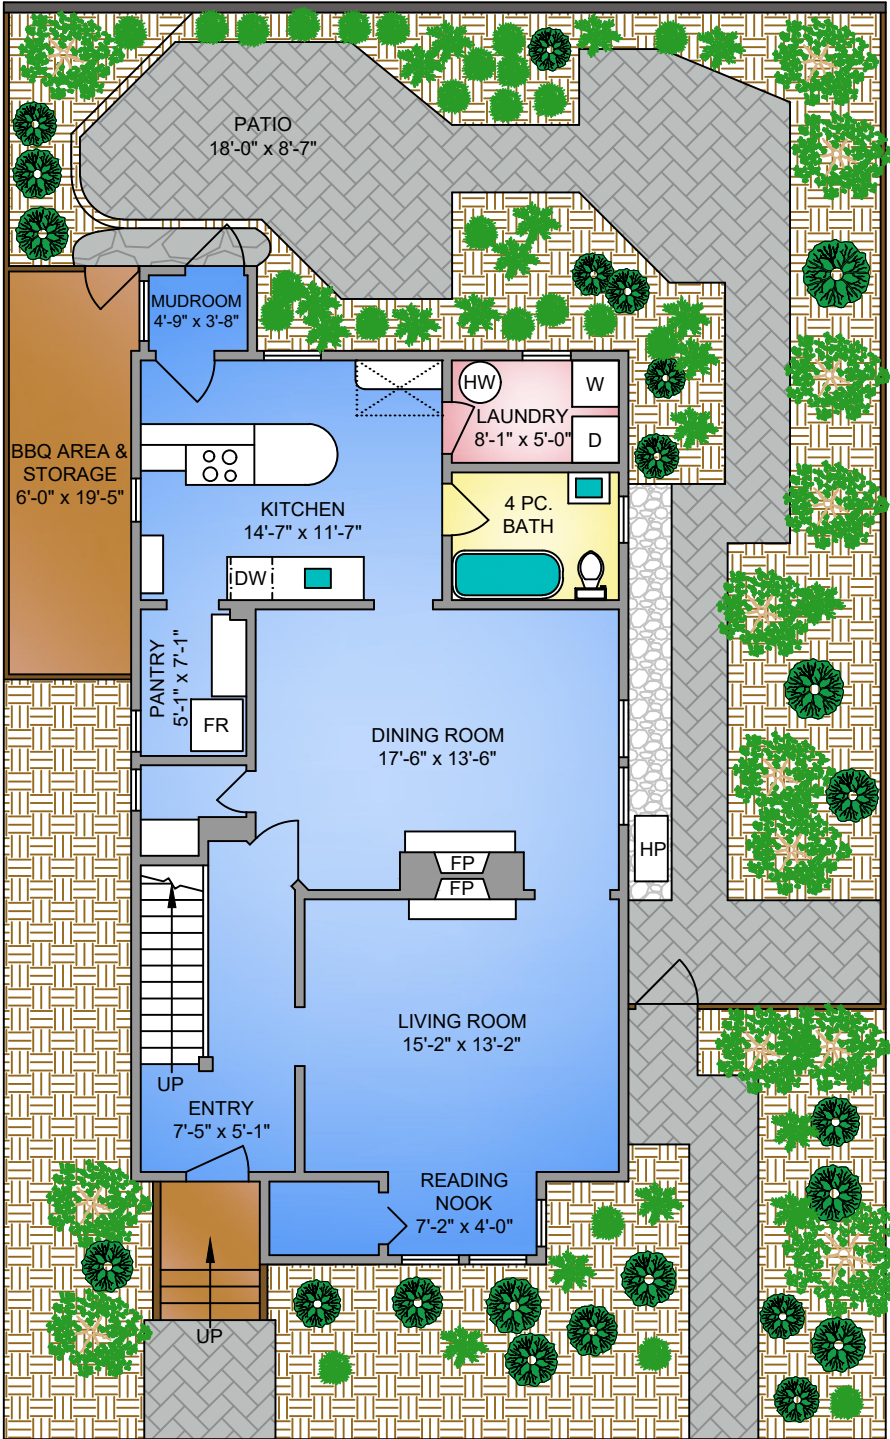 PATIO
18'-0" x 8'-7"
MUDROOM
4'-9" x 3'-8"
HW
W
LAUNDRY
8'-1" x 5'-0"
D
BBQ AREA &
STORAGE
6'-0" x 19'-5"
KITCHEN
14'-7" x 11'-7"
4 PC.
BATH
DW
PANTRY
5'-1" x 7'-1"
FR
DINING ROOM
17'-6" x 13'-6"
HP
FP
FP
LIVING ROOM
15'-2" x 13'-2"
UP
ENTRY
7'-5" x 5'-1"
READING
NOOK
7'-2" x 4'-0"
UP